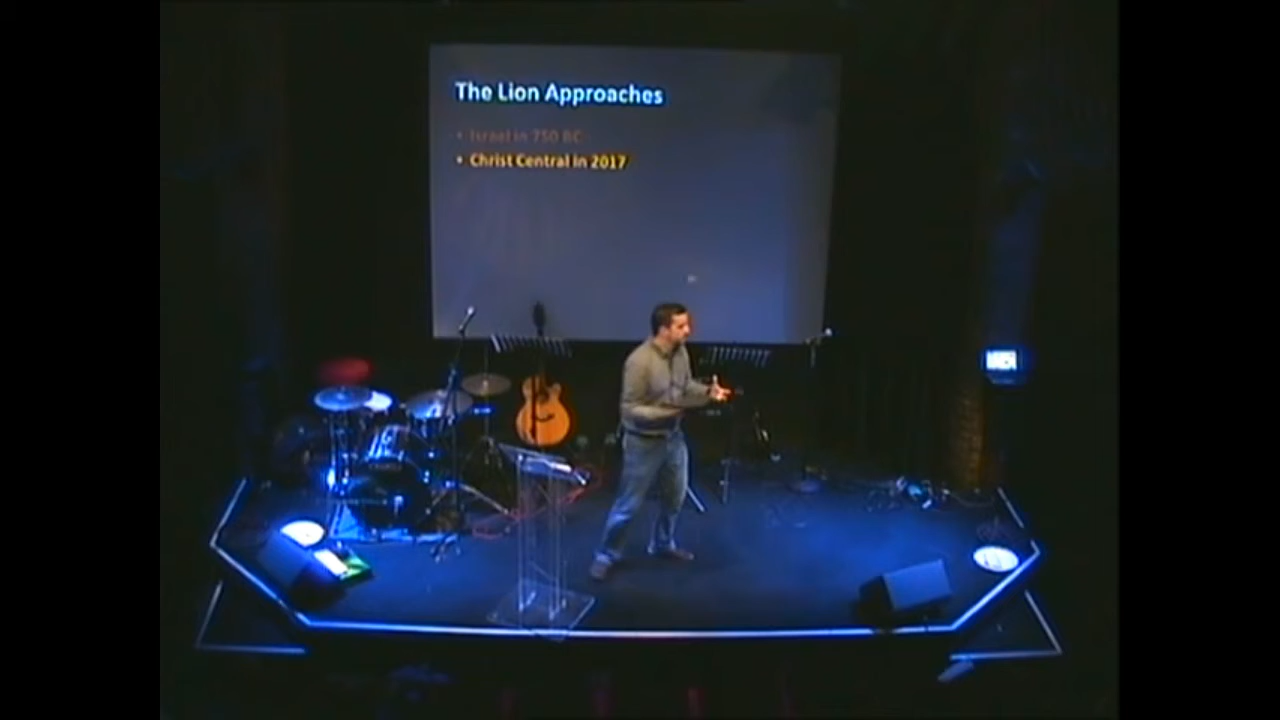 The Lion Approaches
• Israel in 750 BC
• Christ Central in 2017